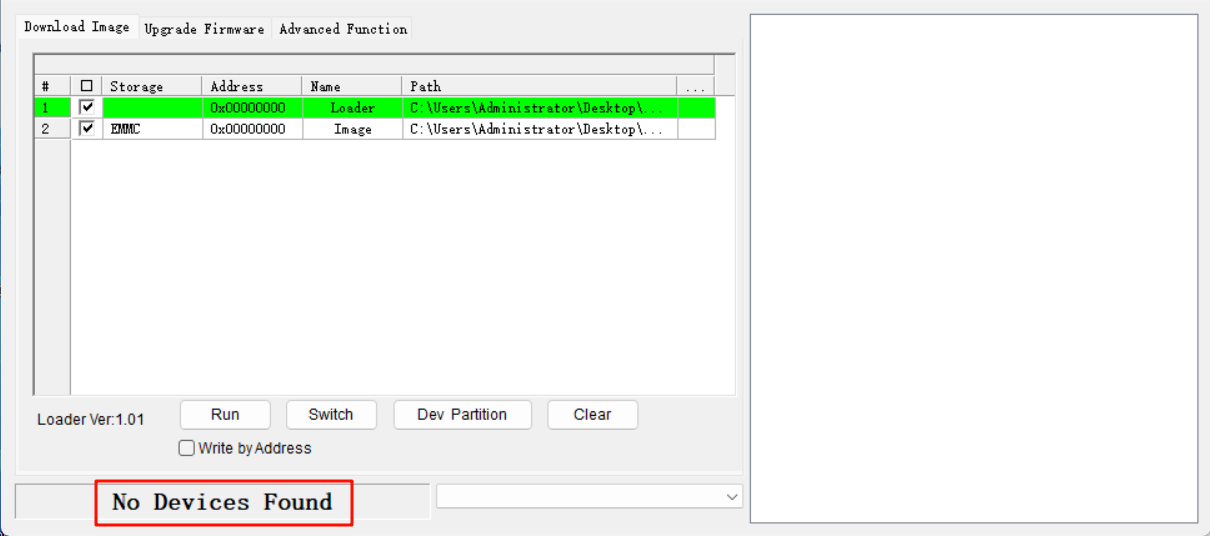 Download Image Upgrade Firmware Advanced Function
# Storage Address Name Path ...
1 0x00000000 Loader C:\Users\Administrator\Desktop\...
2 EMMC 0x00000000 Image C:\Users\Administrator\Desktop\...
Loader Ver:1.01 Run Switch Dev Partition Clear
Write by Address
No Devices Found